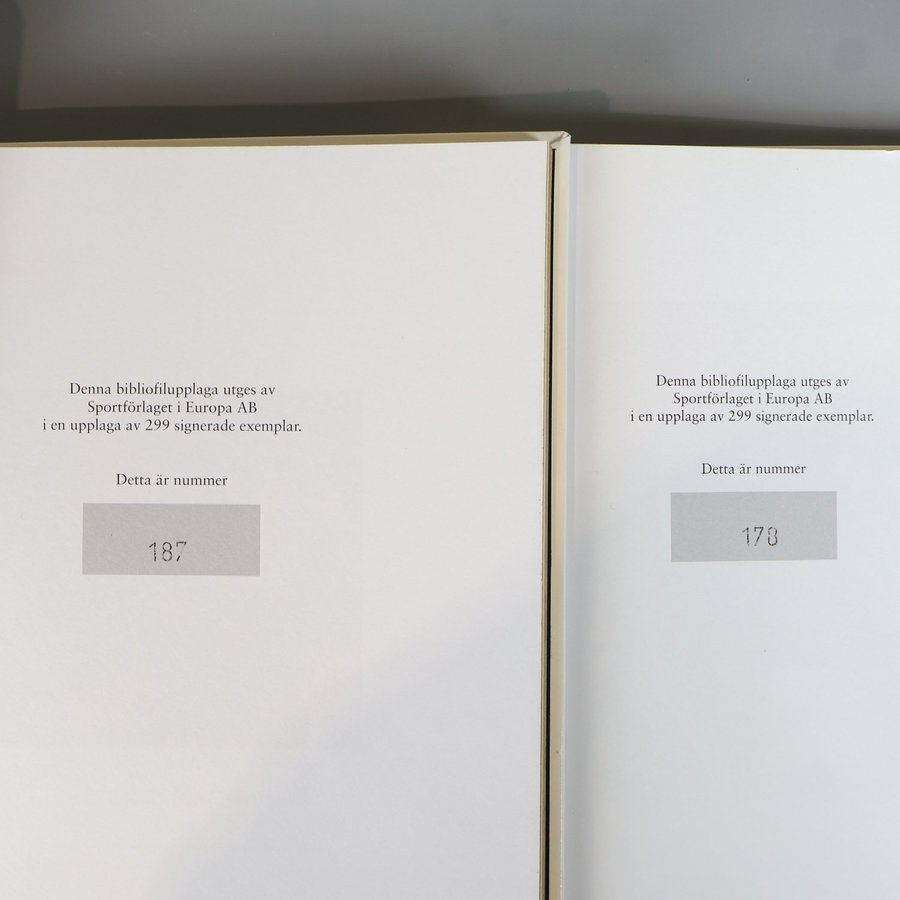 Denna bibliofilupplaga utges av
Sportförlaget i Europa AB
i en upplaga av 299 signerade exemplar.
Detta är nummer
187
Denna bibliofilupplaga utges av
Sportförlaget i Europa AB
i en upplaga av 299 signerade exemplar.
Detta är nummer
178